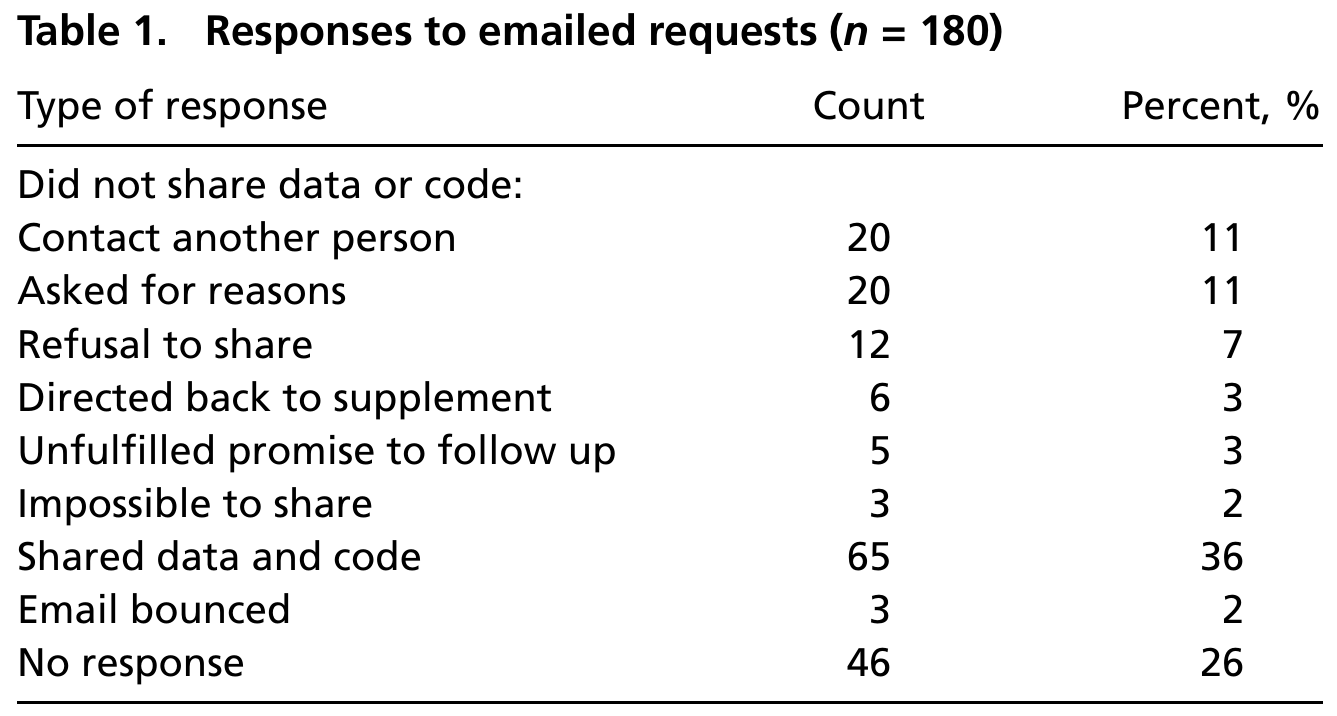 Table 1. Responses to emailed requests (n = 180)
Type of response Count Percent, %
Did not share data or code:
Contact another person 20 11
Asked for reasons 20 11
Refusal to share 12 7
Directed back to supplement 6 3
Unfulfilled promise to follow up 5 3
Impossible to share 3 2
Shared data and code 65 36
Email bounced 3 2
No response 46 26